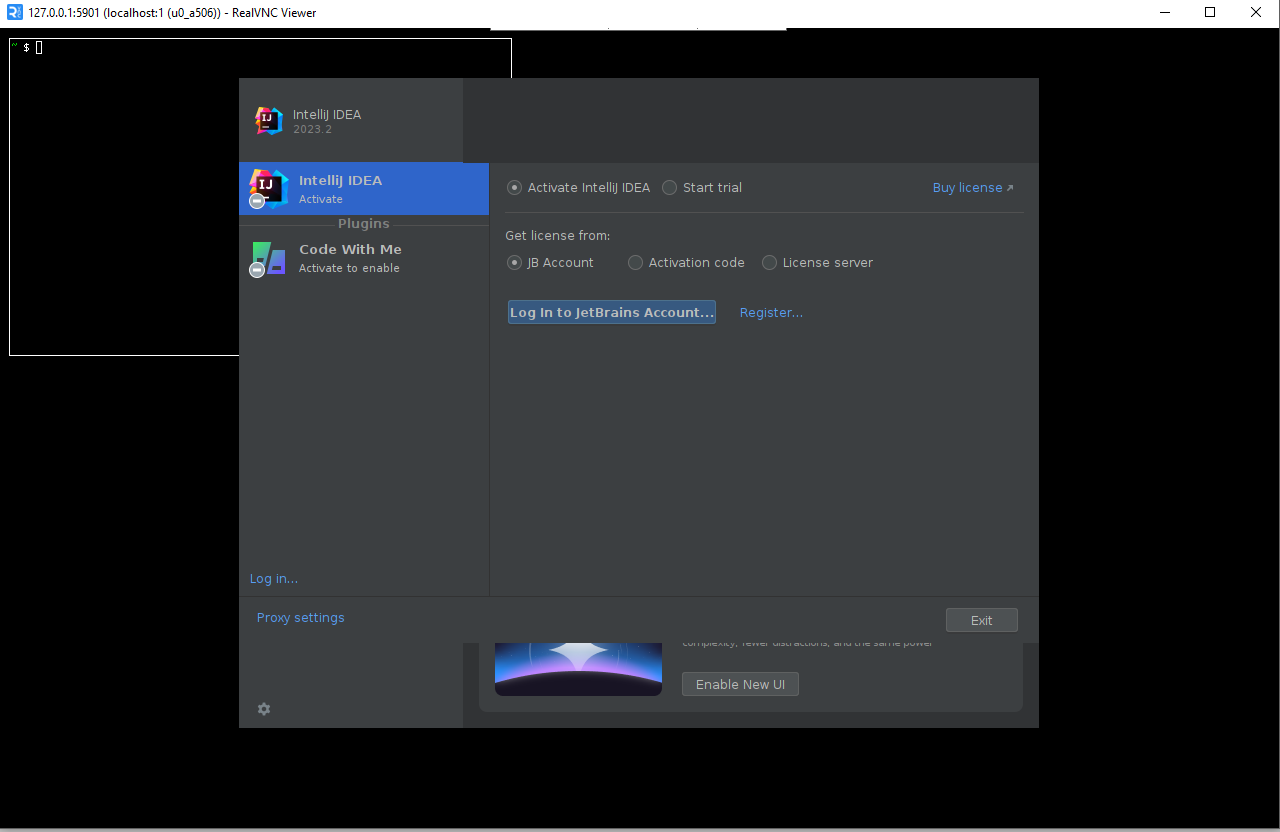 127.0.0.1:5901 (localhost:1 (u0_a506)) - RealVNC Viewer
~ $
IntelliJ IDEA
2023.2
IntelliJ IDEA
Activate
Plugins
Code With Me
Activate to enable
Activate IntelliJ IDEA Start trial Buy license
Get license from:
JB Account Activation code License server
Log In to JetBrains Account... Register...
Log in...
Proxy settings
Exit
complexity, fewer distractions, and the same power
Enable New UI